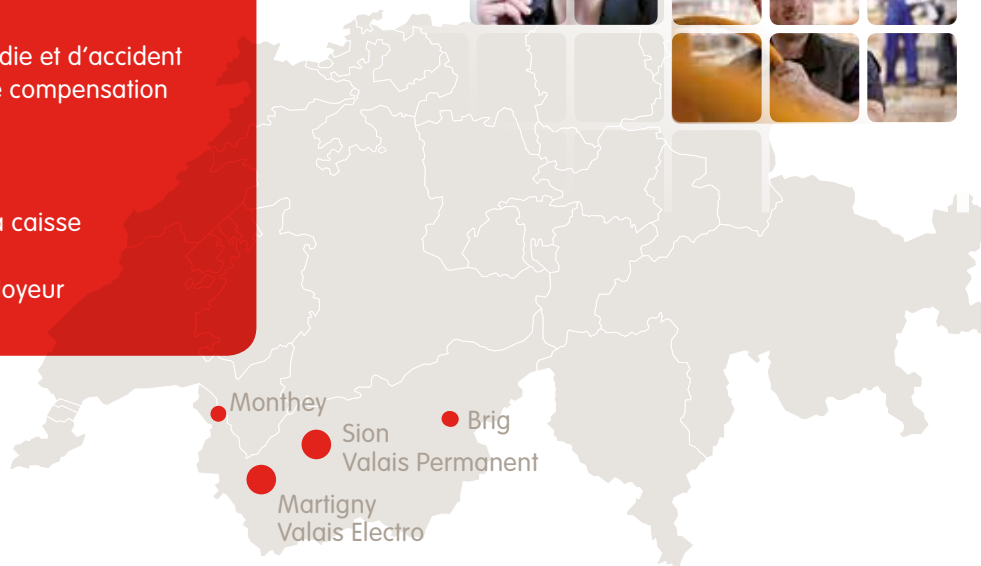 die et d'accident
compensation
caisse
oyeur
Monthey
Brig
Sion
Valais Permanent
Martigny
Valais Electro